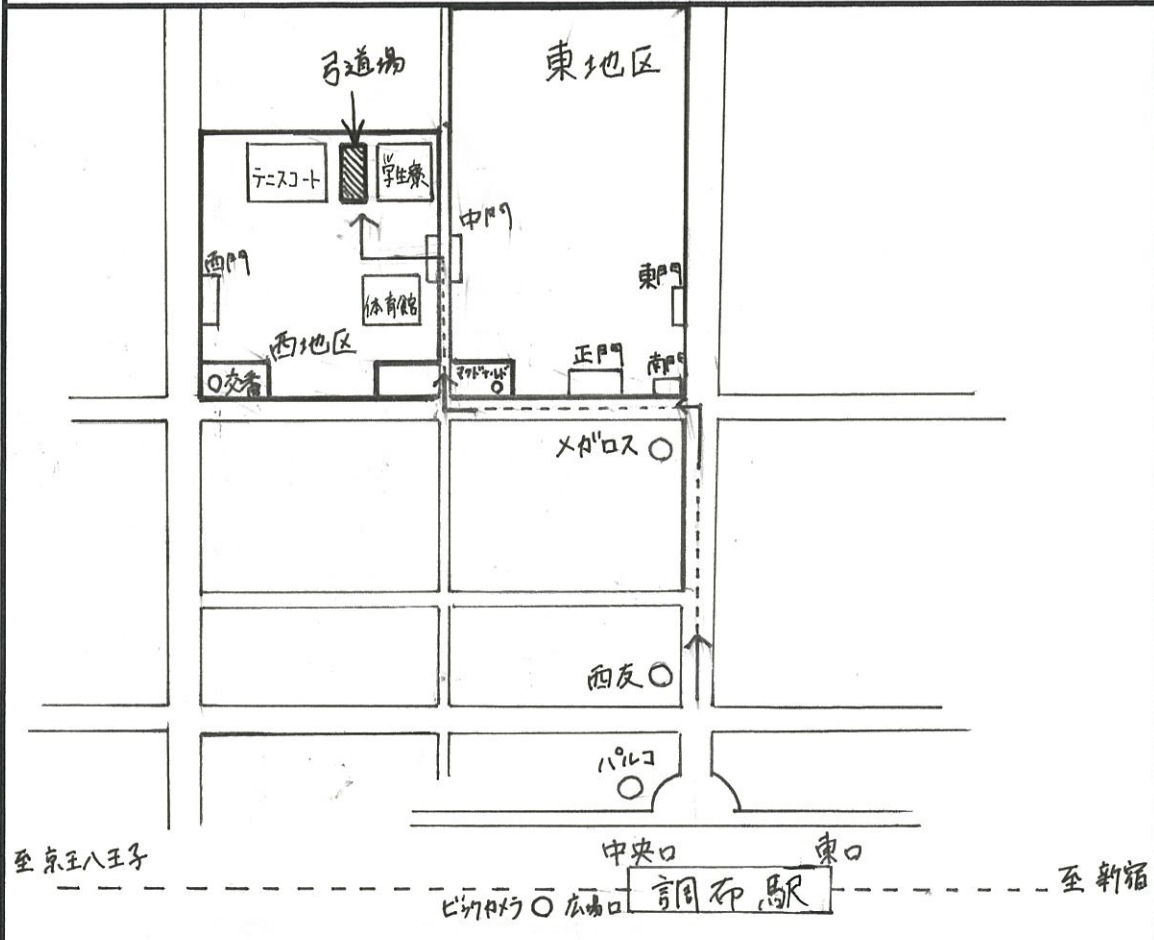 東地区
弓道場
テニスコート
学生寮
中門
西門
体育館
東門
西地区
正門
南門
交番
マクドナルド
メガロス
西友
パルコ
中央口
東口
至 京王八王子
至 新宿
調布駅
ビックカメラ
広場口